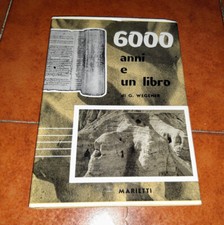 6000
anni
e
un libro
di G. WEGENER
MARIETTI